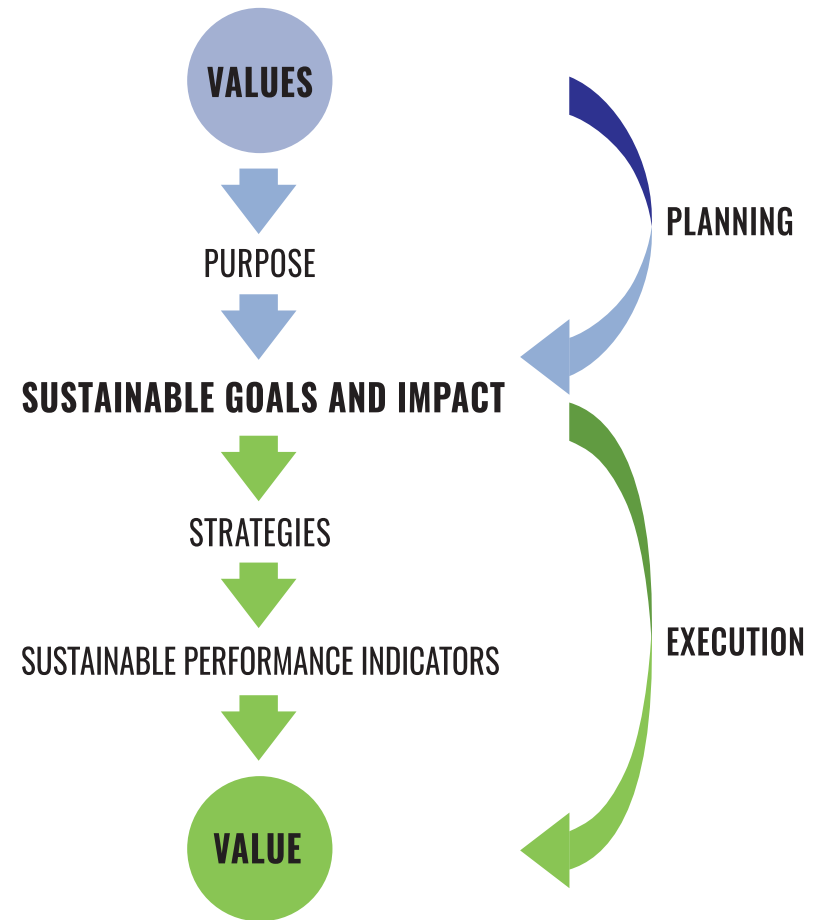 VALUES
PURPOSE
SUSTAINABLE GOALS AND IMPACT
STRATEGIES
SUSTAINABLE PERFORMANCE INDICATORS
VALUE
PLANNING
EXECUTION